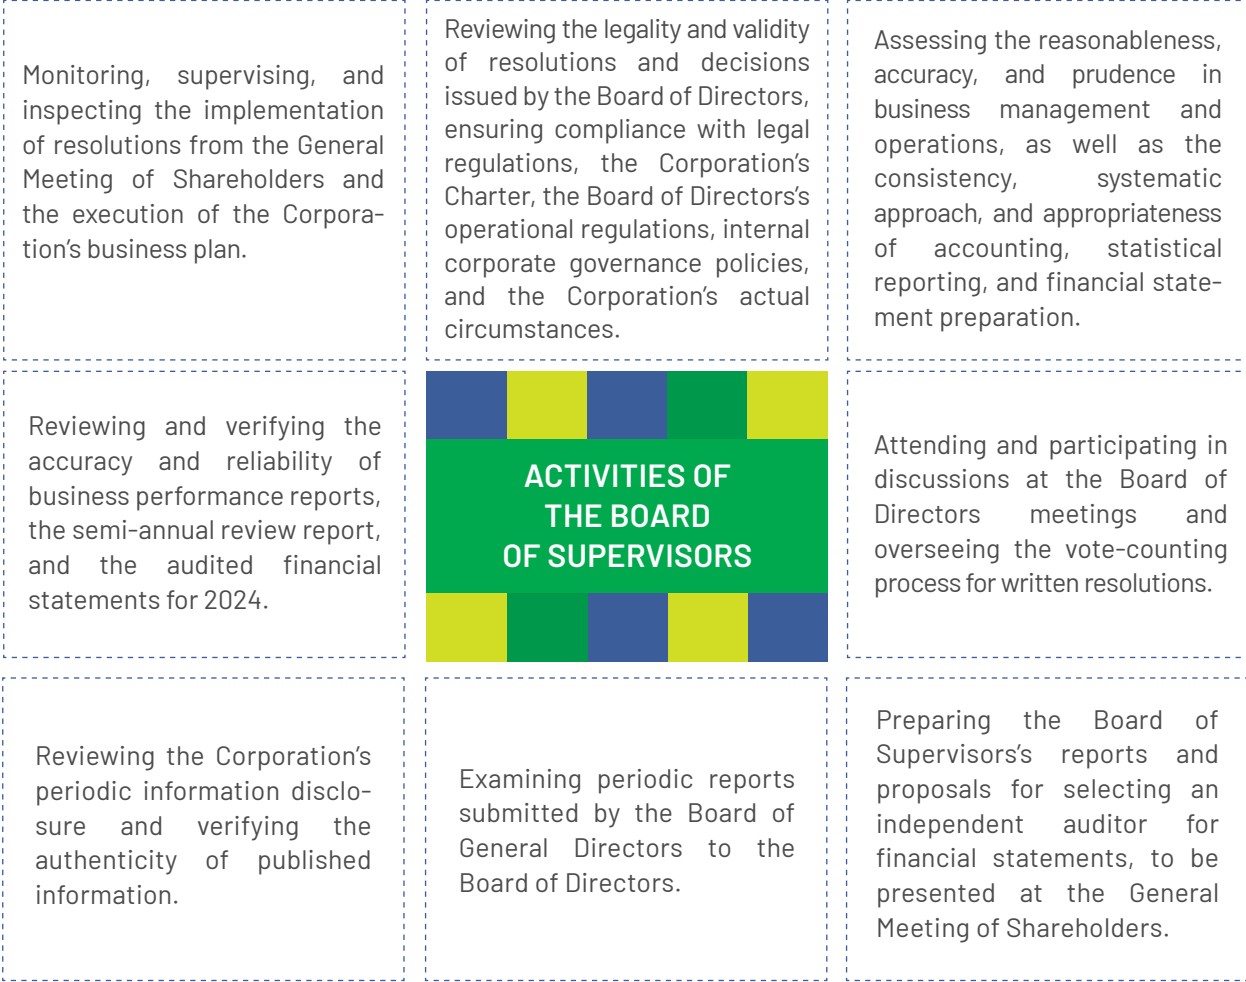 Monitoring, supervising, and
inspecting the implementation
of resolutions from the General
Meeting of Shareholders and
the execution of the Corpora-
tion's business plan.
Reviewing the legality and validity
of resolutions and decisions
issued by the Board of Directors,
ensuring compliance with legal
regulations, the Corporation's
Charter, the Board of Directors's
operational regulations, internal
corporate governance policies,
and the Corporation's actual
circumstances.
Assessing the reasonableness,
accuracy, and prudence in
business management and
operations, as well as the
consistency, systematic
approach, and appropriateness
of accounting, statistical
reporting, and financial state-
ment preparation.
Reviewing and verifying the
accuracy and reliability of
business performance reports,
the semi-annual review report,
and the audited financial
statements for 2024.
ACTIVITIES OF
THE BOARD
OF SUPERVISORS
Attending and participating in
discussions at the Board of
Directors meetings and
overseeing the vote-counting
process for written resolutions.
Reviewing the Corporation's
periodic information disclo-
sure and verifying the
authenticity of published
information.
Examining periodic reports
submitted by the Board of
General Directors to the
Board of Directors.
Preparing the Board of
Supervisors's reports and
proposals for selecting an
independent auditor for
financial statements, to be
presented at the General
Meeting of Shareholders.